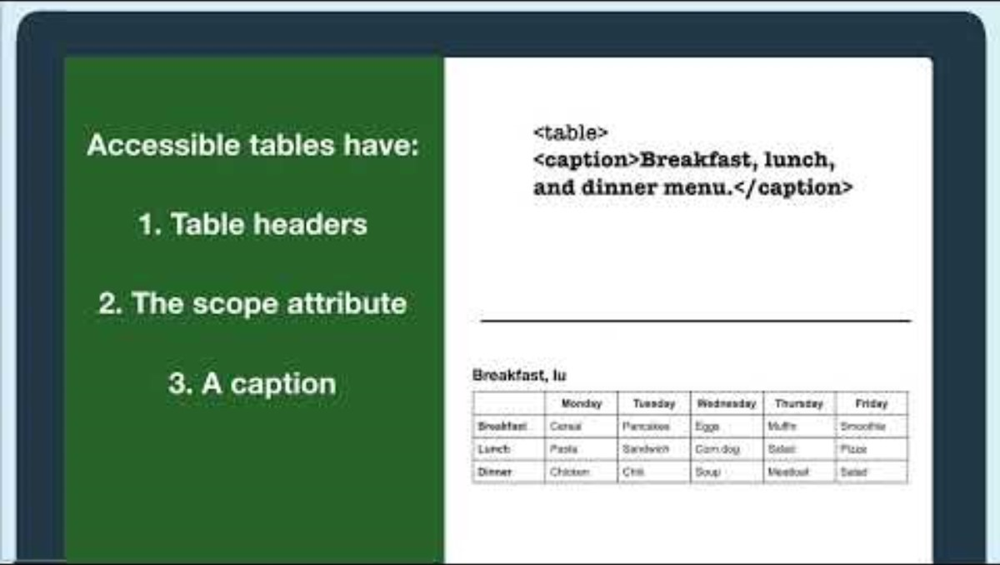 Accessible tables have:
1. Table headers
2. The scope attribute
3. A caption
<table>
<caption>Breakfast, lunch,
and dinner menu.</caption>
Breakfast, lu
Monday Tuesday Wednesday Thursday Friday
Breakfast Cereal Pancakes Eggs Muffin Smoothie
Lunch Pasta Sandwich Corn dog Salad Pizza
Dinner Chicken Chili Soup Meatloaf Salad